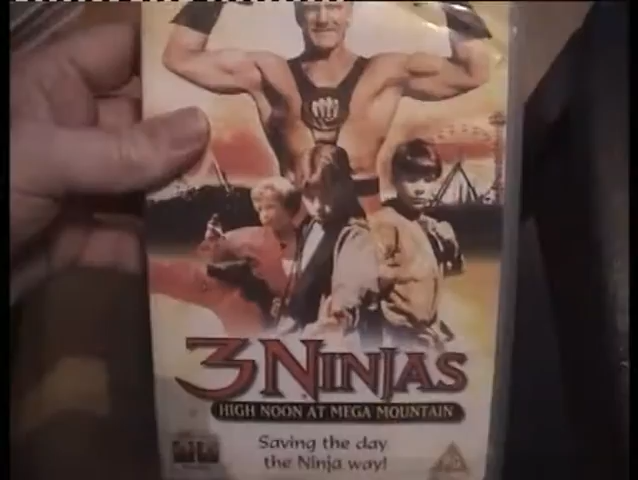 3 NINJAS
HIGH NOON AT MEGA MOUNTAIN
Saving the day
the Ninja way!